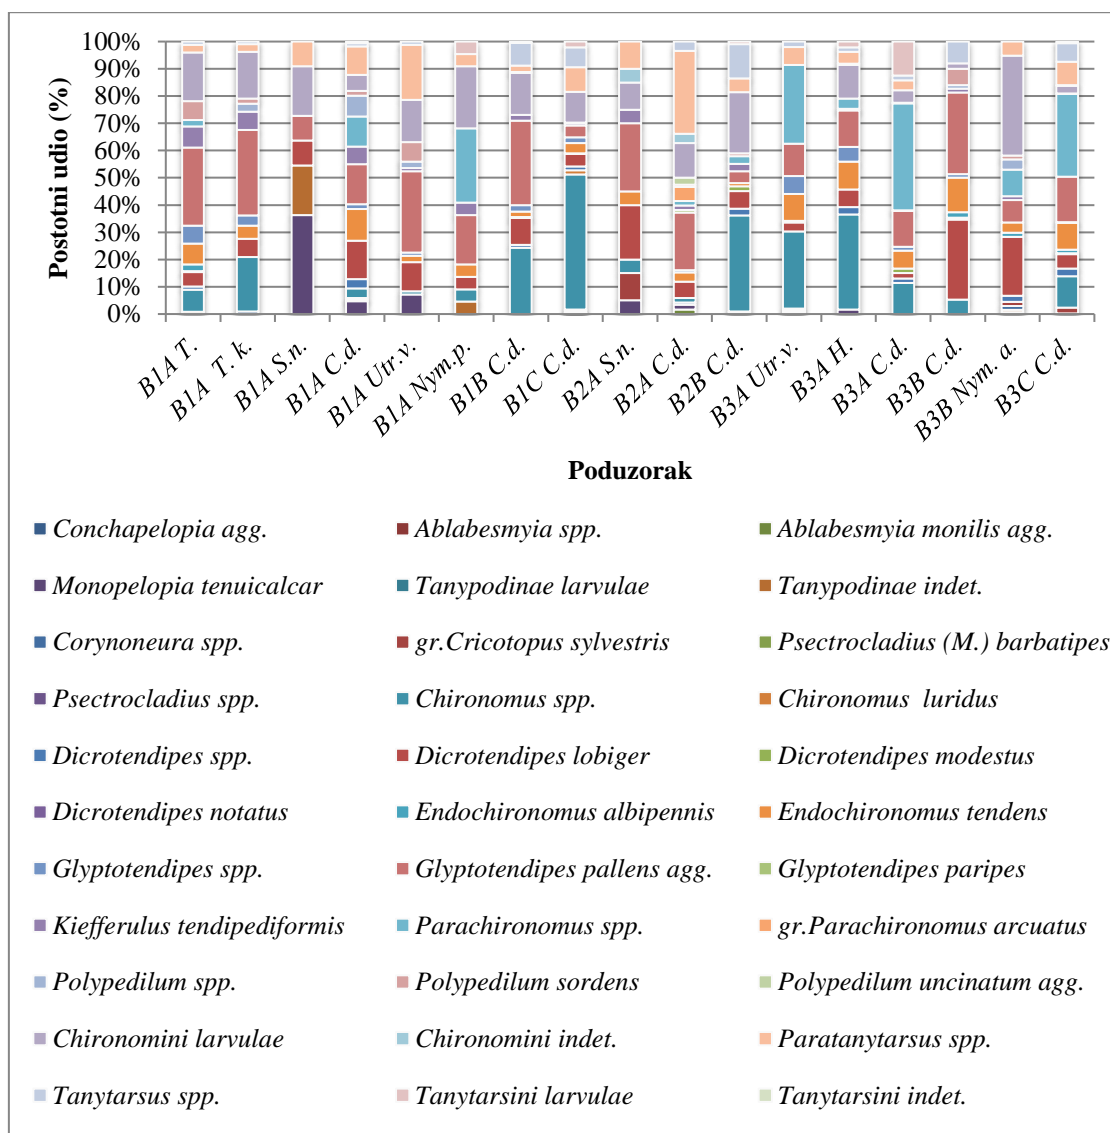 Postotni udio (%)
100%
90%
80%
70%
60%
50%
40%
30%
20%
10%
0%
B1A T.
B1A T. k.
B1A S.n.
B1A C.d.
B1A Utr.v.
B1A Nym.p.
B1B C.d.
B1C C.d.
B2A S.n.
B2A C.d.
B2B C.d.
B3A Utr.v.
B3A H.
B3A C.d
B3B C.d.
B3B Nym. a.
B3C C.d.
Poduzorak
Conchapelopia agg.
Ablabesmyia spp.
Ablabesmyia monilis agg.
Monopelopia tenuicalcar
Tanypodinae larvulae
Tanypodinae indet.
Corynoneura spp.
gr.Cricotopus sylvestris
Psectrocladius (M.) barbatipes
Psectrocladius spp.
Chironomus spp.
Chironomus luridus
Dicrotendipes spp.
Dicrotendipes lobiger
Dicrotendipes modestus
Dicrotendipes notatus
Endochironomus albipennis
Endochironomus tendens
Glyptotendipes spp.
Glyptotendipes pallens agg.
Glyptotendipes paripes
Kiefferulus tendipediformis
Parachironomus spp.
gr.Parachironomus arcuatus
Polypedilum spp.
Polypedilum sordens
Polypedilum uncinatum agg.
Chironomini larvulae
Chironomini indet.
Paratanytarsus spp.
Tanytarsus spp.
Tanytarsini larvulae
Tanytarsini indet.